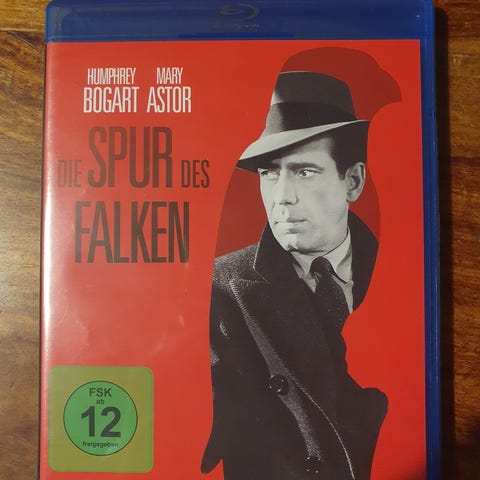 HUMPHREY MARY
BOGART ASTOR
DIE SPUR DES
FALKEN
FSK
ab
12
freigegeben